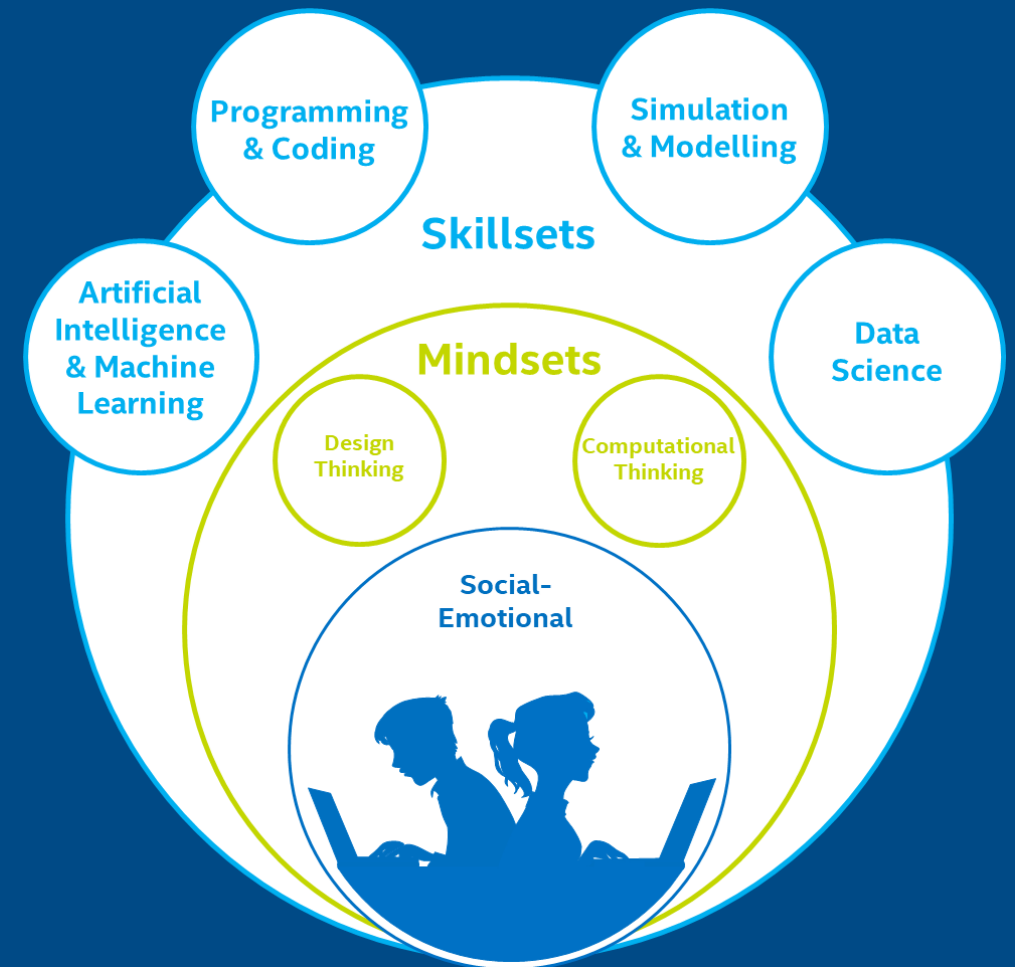 Programming
& Coding
Simulation
& Modelling
Skillsets
Artificial
Intelligence
& Machine
Learning
Data
Science
Mindsets
Design
Thinking
Computational
Thinking
Social-
Emotional